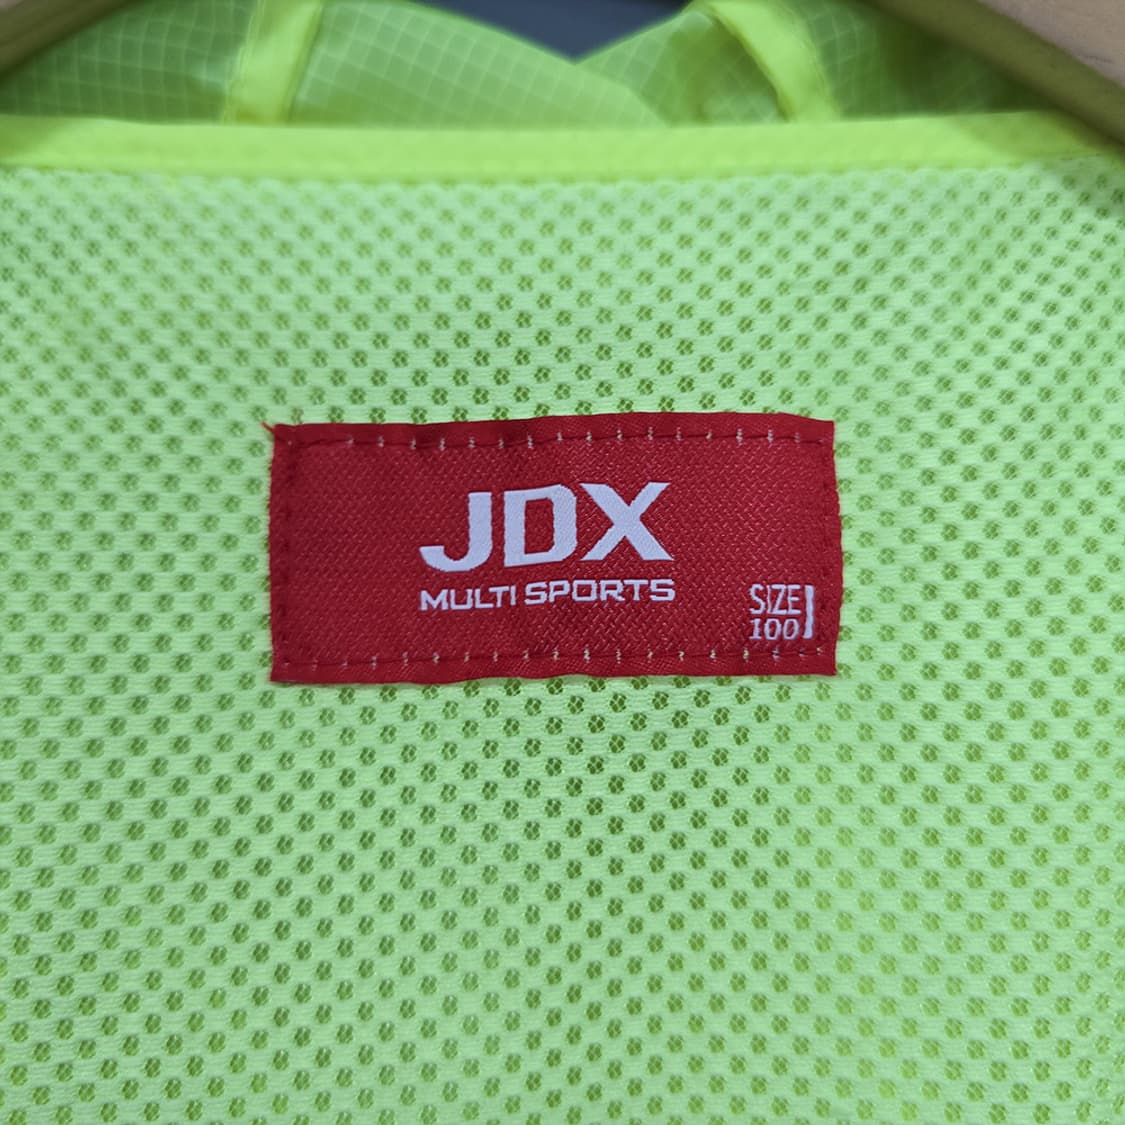 JDX
MULTI SPORTS
SIZE
100